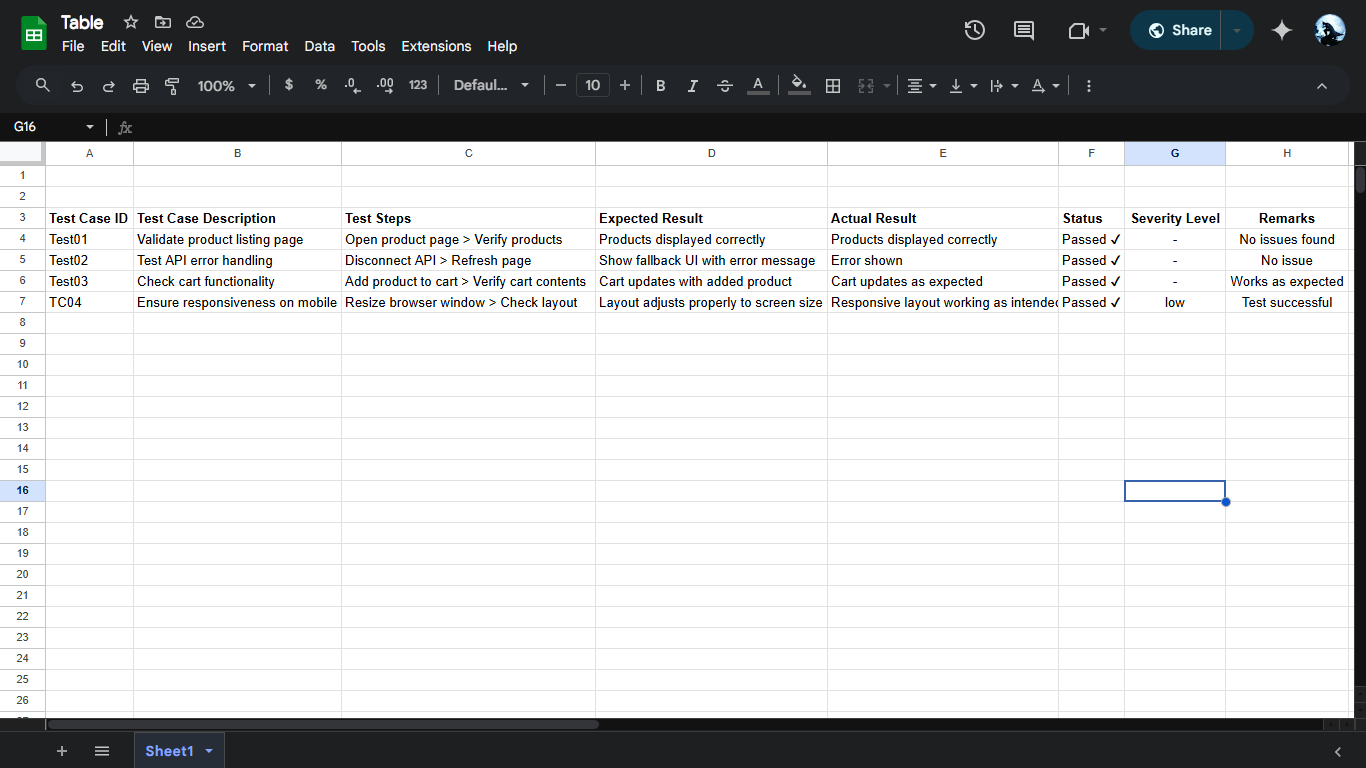 Table
File Edit View Insert Format Data Tools Extensions Help
Share
100% $ % .0 .00 123 Defaul... 10 B I S A A
G16 fx
A B C D E F G H
1
2
3 Test Case ID Test Case Description Test Steps Expected Result Actual Result Status Severity Level Remarks
4 Test01 Validate product listing page Open product page > Verify products Products displayed correctly Products displayed correctly Passed ✓ - No issues found
5 Test02 Test API error handling Disconnect API > Refresh page Show fallback UI with error message Error shown Passed ✓ - No issue
6 Test03 Check cart functionality Add product to cart > Verify cart contents Cart updates with added product Cart updates as expected Passed ✓ - Works as expected
7 TC04 Ensure responsiveness on mobile Resize browser window > Check layout Layout adjusts properly to screen size Responsive layout working as intended Passed ✓ low Test successful
8
9
10
11
12
13
14
15
16
17
18
19
20
21
22
23
24
25
26
Sheet1